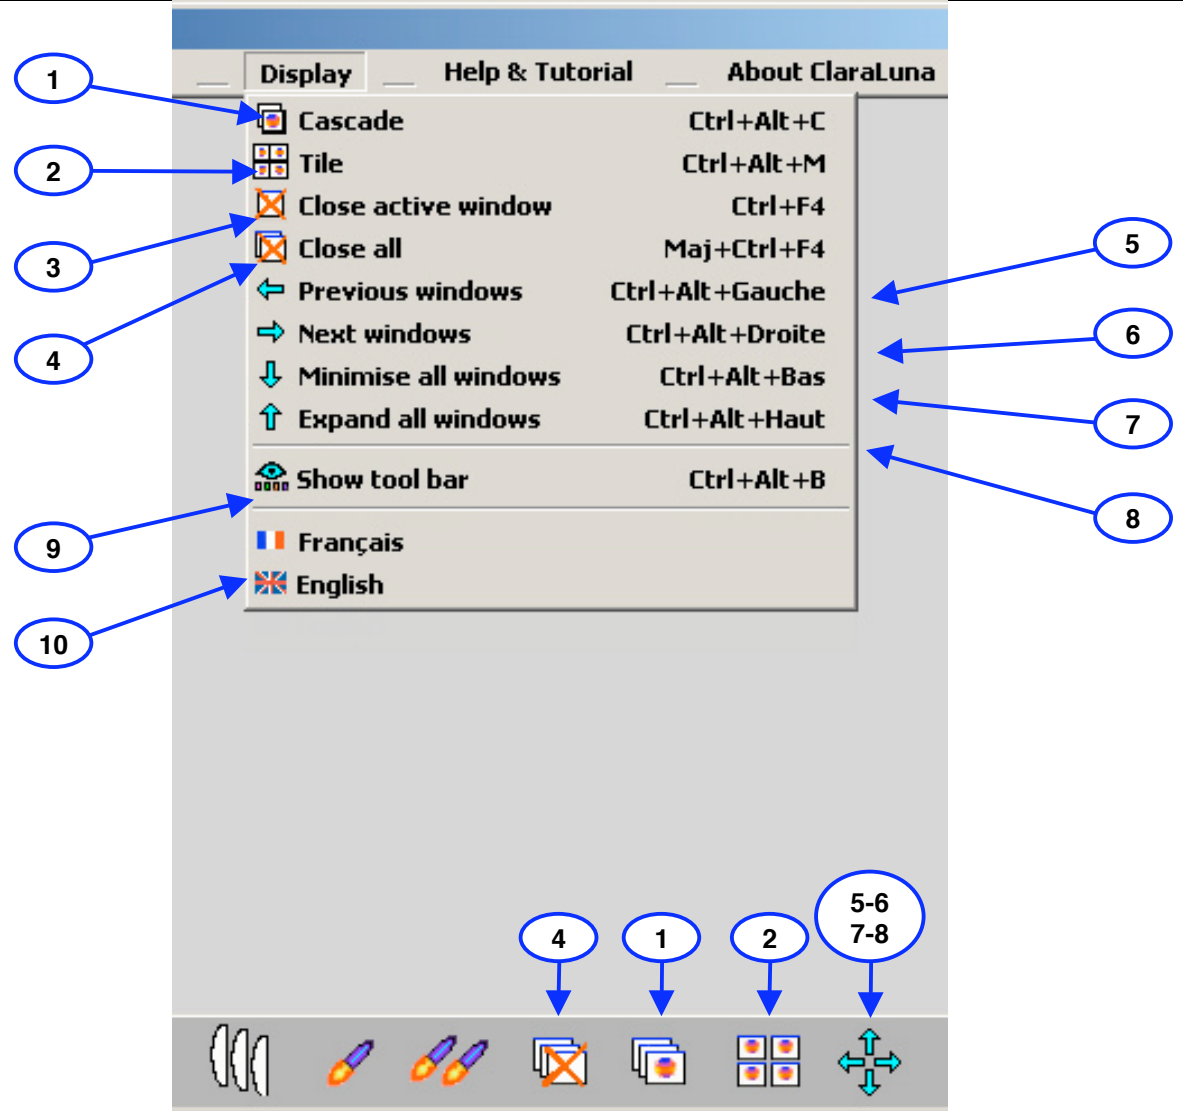 Display Help & Tutorial About ClaraLuna
1
Cascade Ctrl+Alt+C
2
Tile Ctrl+Alt+M
Close active window Ctrl+F4
3
Close all Maj+Ctrl+F4
5
Previous windows Ctrl+Alt+Gauche
Next windows Ctrl+Alt+Droite
6
4
Minimise all windows Ctrl+Alt+Bas
Expand all windows Ctrl+Alt+Haut
7
Show tool bar Ctrl+Alt+B
8
9
Français
English
10
5-6
7-8
4 1 2